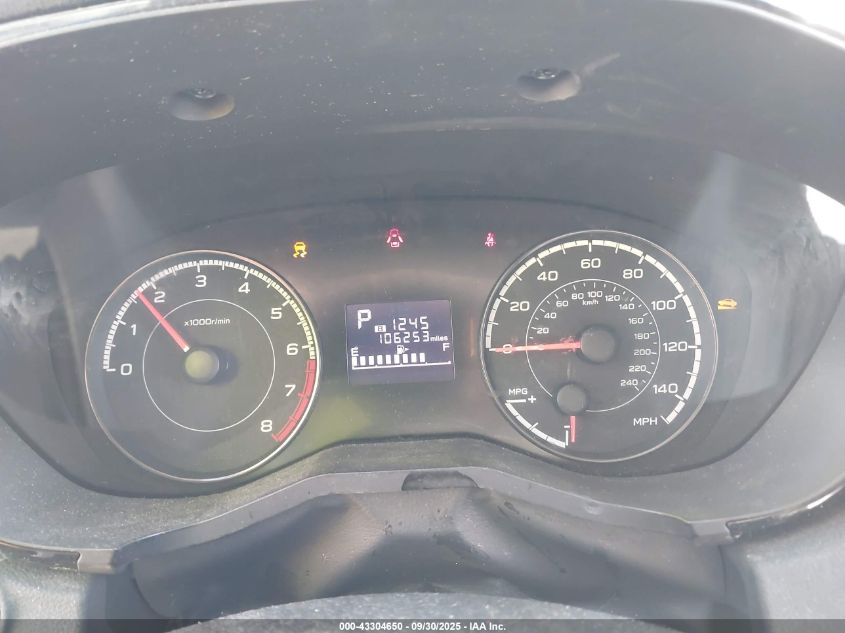 0 1 2 3 4 5 6 7 8
x1000r/min
P
B 1245
106253 miles
E F
0 20 40 60 80 100 120 140
MPH
20 40 60 80 100 120 140 160 180 200 220 240
km/h
MPG
+
-
000-43304650 - 09/30/2025 - IAA Inc.